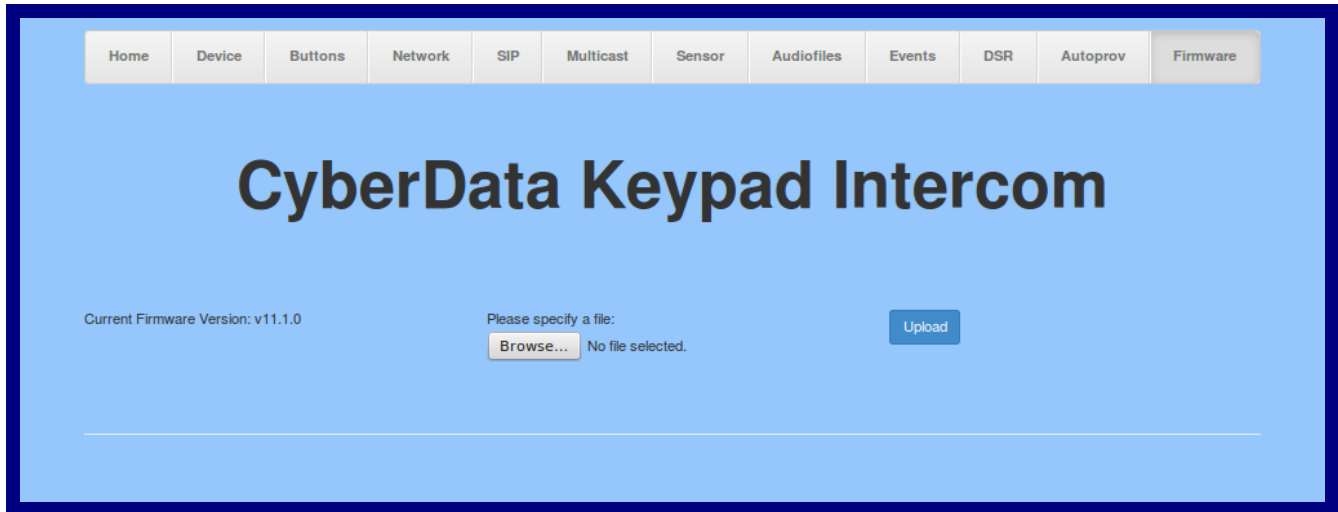 Home Device Buttons Network SIP Multicast Sensor Audiofiles Events DSR Autoprov Firmware
CyberData Keypad Intercom
Current Firmware Version: v11.1.0
Please specify a file:
Browse... No file selected.
Upload